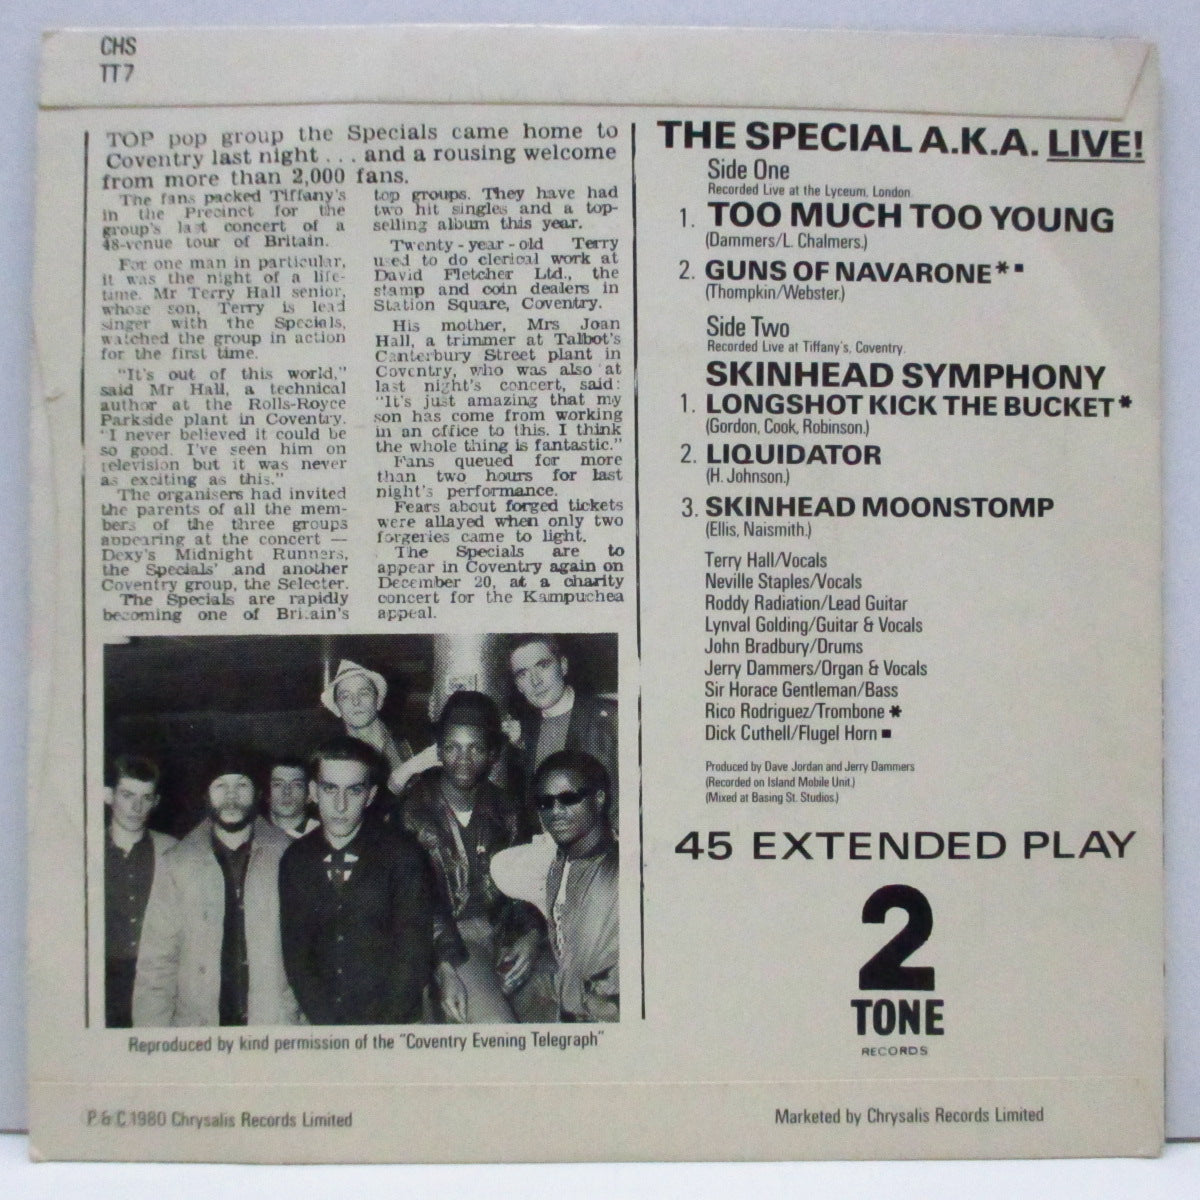 CHS
TT 7
TOP pop group the Specials came home to
Coventry last night . . . and a rousing welcome
from more than 2,000 fans.
The fans packed Tiffany's
in the Precinct for the
group's last concert of a
48-venue tour of Britain.
For one man in particular,
it was the night of a life-
time. Mr Terry Hall senior,
whose son, Terry is lead
singer with the Specials,
watched the group in action
for the first time.
"It's out of this world,"
said Mr Hall, a technical
author at the Rolls-Royce
Parkside plant in Coventry.
"I never believed it could be
so good. I've seen him on
television but it was never
as exciting as this."
The organisers had invited
the parents of all the mem-
bers of the three groups
appearing at the concert —
Dexy's Midnight Runners,
the Specials' and another
Coventry group, the Selecter.
The Specials are rapidly
becoming one of Britain's
top groups. They have had
two hit singles and a top-
selling album this year.
Twenty-year-old Terry
used to do clerical work at
David Fletcher Ltd., the
stamp and coin dealers in
Station Square, Coventry.
His mother, Mrs Joan
Hall, a trimmer at Talbot's
Canterbury Street plant in
Coventry, who was also at
last night's concert, said:
"It's just amazing that my
son has come from working
in an office to this. I think
the whole thing is fantastic."
Fans queued for more
than two hours for last
night's performance.
Fears about forged tickets
were allayed when only two
forgeries came to light.
The Specials are to
appear in Coventry again on
December 20, at a charity
concert for the Kampuchea
appeal.
Reproduced by kind permission of the "Coventry Evening Telegraph"
THE SPECIAL A.K.A. LIVE!
Side One
Recorded Live at the Lyceum, London.
1. TOO MUCH TOO YOUNG
(Dammers/L. Chalmers.)
2. GUNS OF NAVARONE*■
(Thompkin/Webster.)
Side Two
Recorded Live at Tiffany's, Coventry.
SKINHEAD SYMPHONY
1. LONGSHOT KICK THE BUCKET*
(Gordon, Cook, Robinson.)
2. LIQUIDATOR
(H. Johnson.)
3. SKINHEAD MOONSTOMP
(Ellis, Naismith.)
Terry Hall/Vocals
Neville Staples/Vocals
Roddy Radiation/Lead Guitar
Lynval Golding/Guitar & Vocals
John Bradbury/Drums
Jerry Dammers/Organ & Vocals
Sir Horace Gentleman/Bass
Rico Rodriguez/Trombone *
Dick Cuthell/Flugel Horn ■
Produced by Dave Jordan and Jerry Dammers
(Recorded on Island Mobile Unit.)
(Mixed at Basing St. Studios.)
45 EXTENDED PLAY
2
TONE
RECORDS
P. & C. 1980 Chrysalis Records Limited
Marketed by Chrysalis Records Limited